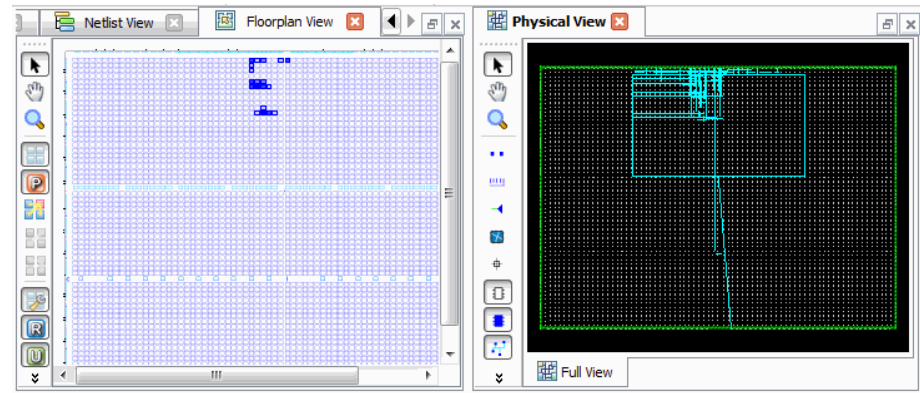 Netlist View
Floorplan View
Physical View
P
R
U
Full View